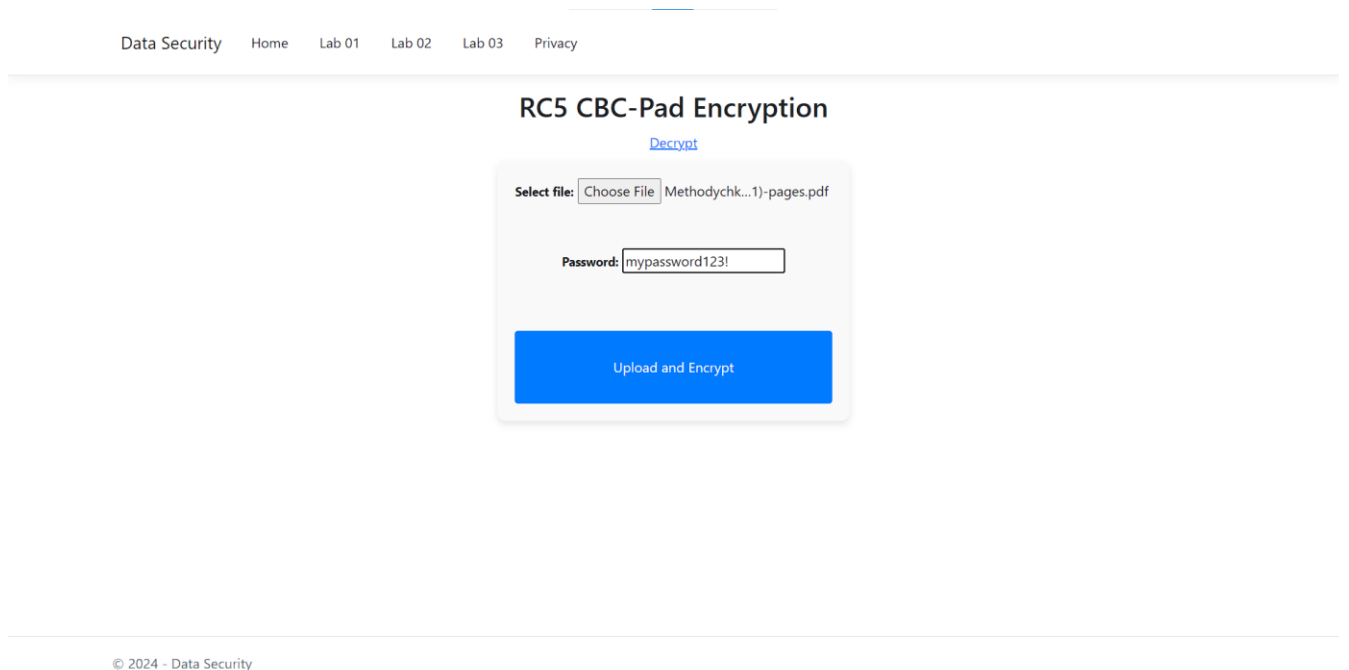 Data Security Home Lab 01 Lab 02 Lab 03 Privacy
RC5 CBC-Pad Encryption
Decrypt
Select file: Choose File Methodychk...1)-pages.pdf
Password: mypassword123!
Upload and Encrypt
© 2024 - Data Security